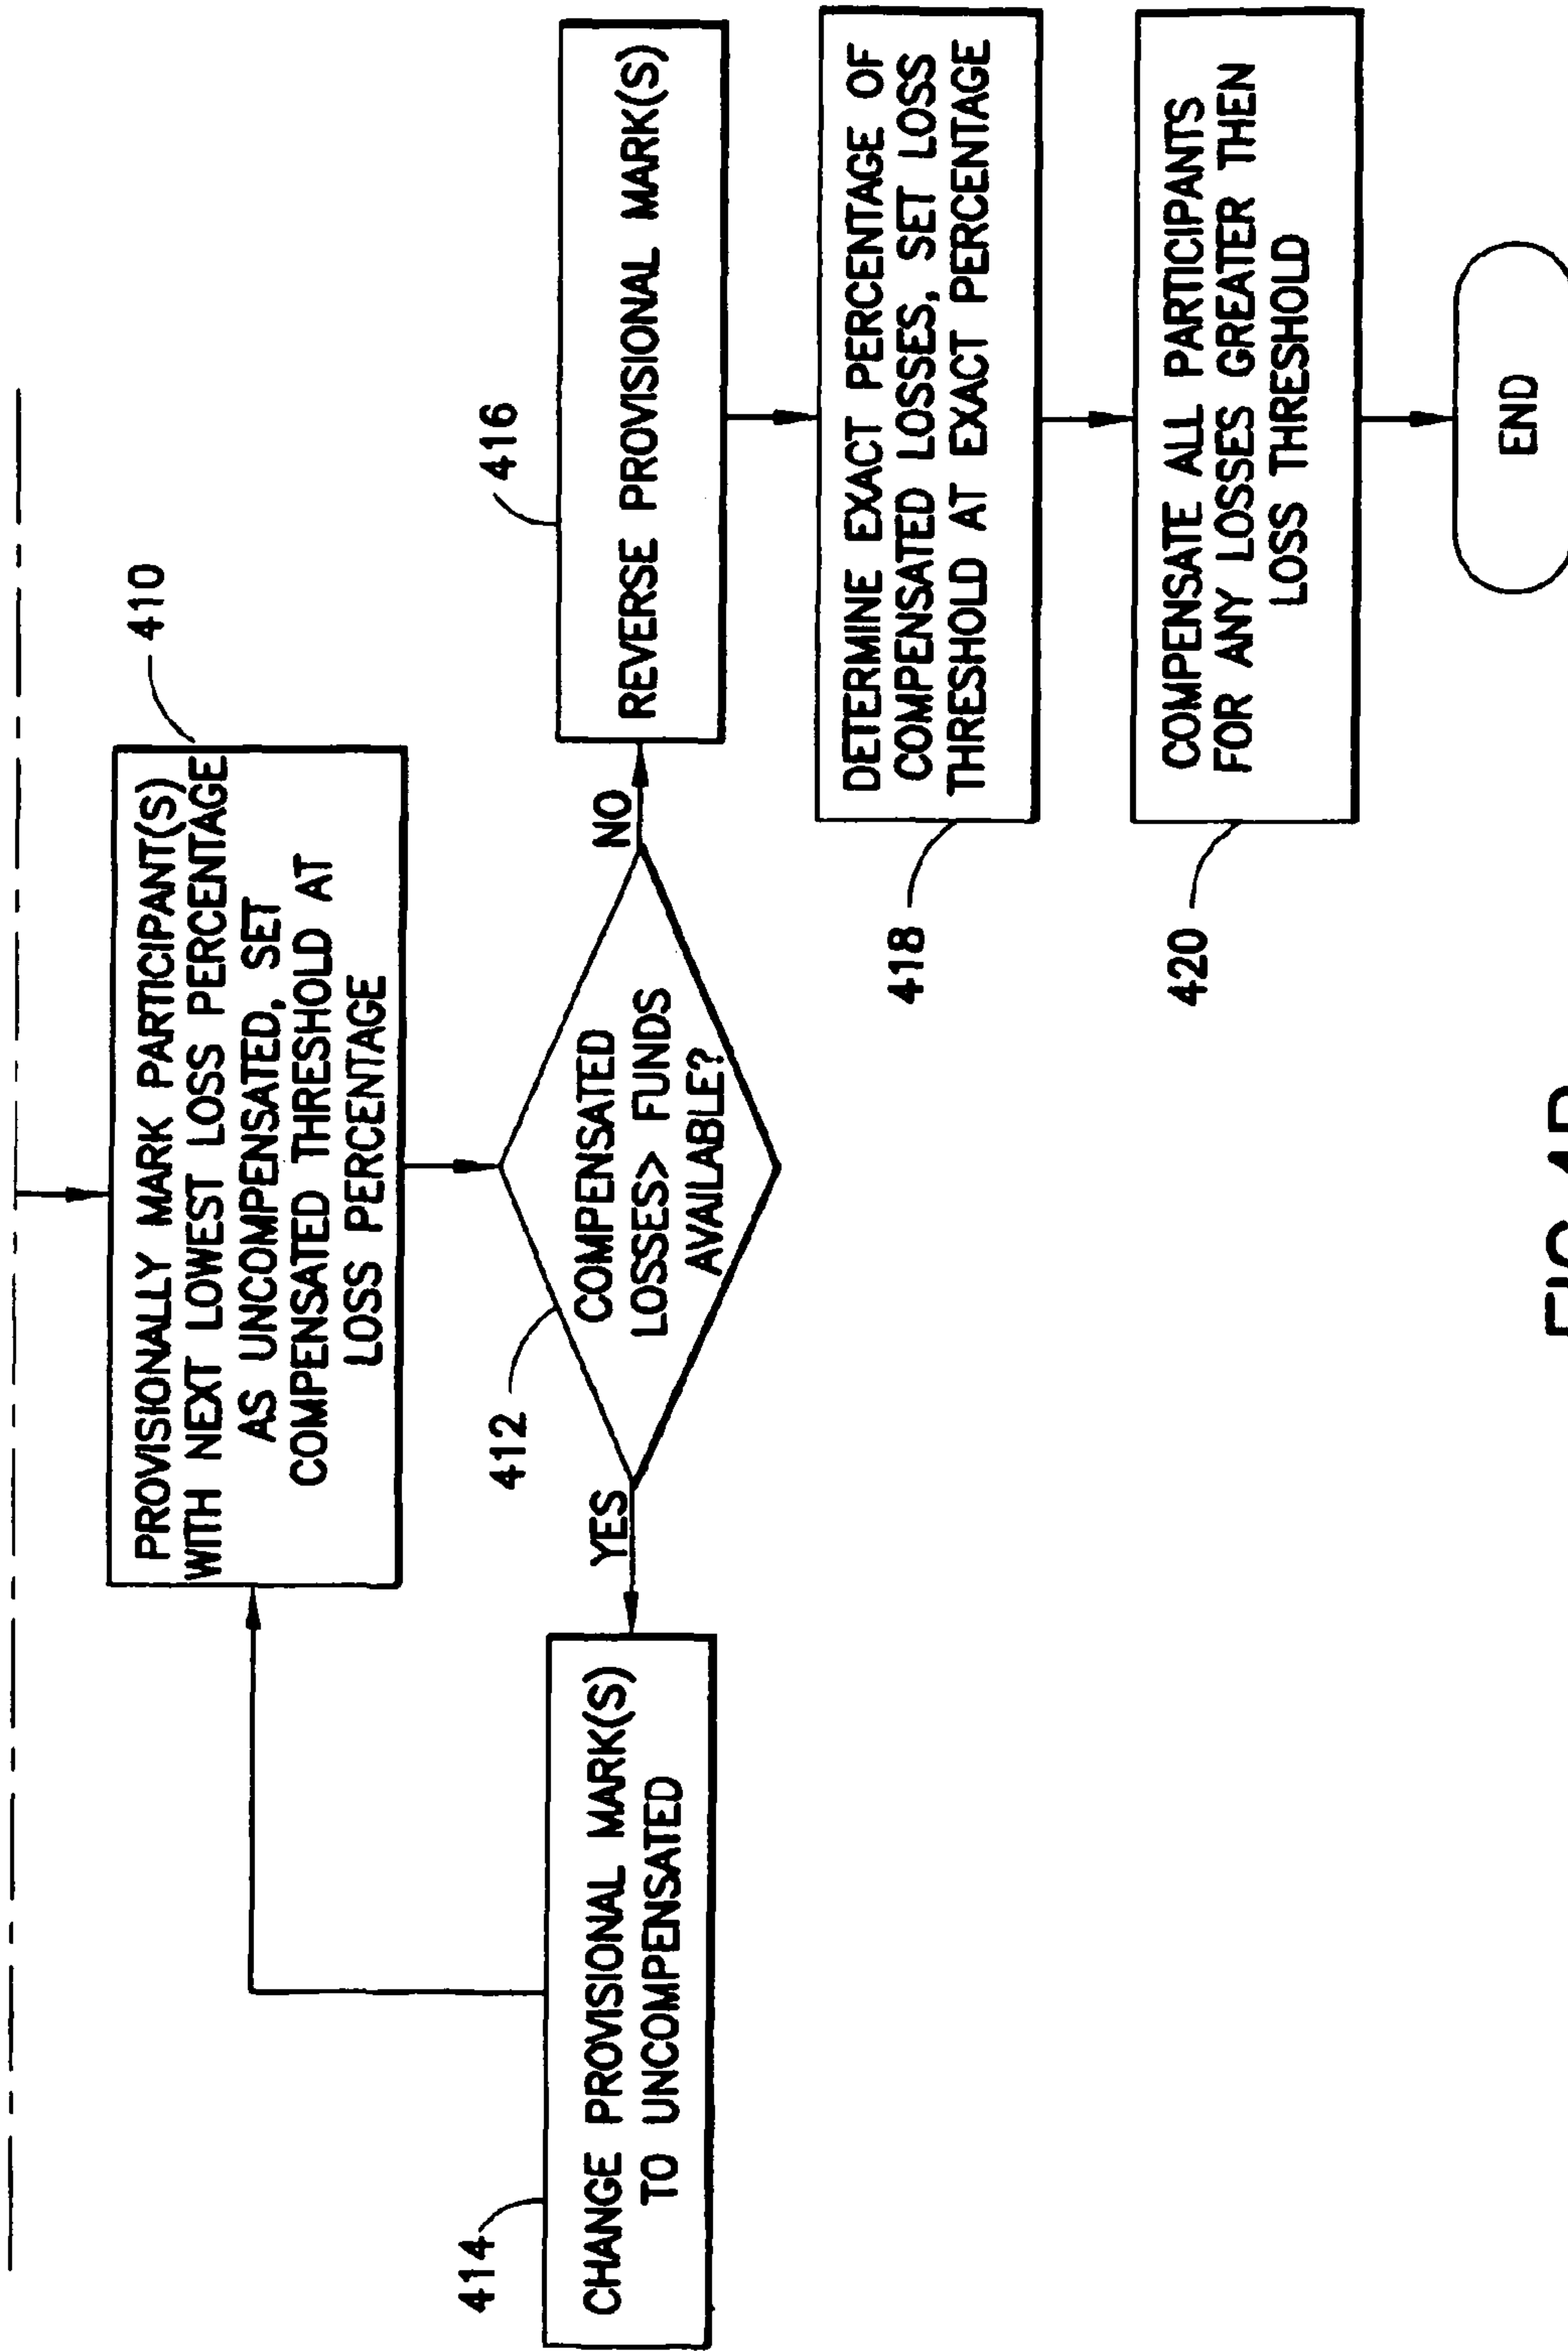 410
PROVISIONALLY MARK PARTICIPANT(S)
WITH NEXT LOWEST LOSS PERCENTAGE
AS UNCOMPENSATED, SET
COMPENSATED THRESHOLD AT
LOSS PERCENTAGE
412
COMPENSATED
LOSSES> FUNDS
AVAILABLE?
YES
NO
414
CHANGE PROVISIONAL MARK(S)
TO UNCOMPENSATED
416
REVERSE PROVISIONAL MARK(S)
418
DETERMINE EXACT PERCENTAGE OF
COMPENSATED LOSSES, SET LOSS
THRESHOLD AT EXACT PERCENTAGE
420
COMPENSATE ALL PARTICIPANTS
FOR ANY LOSSES GREATER THEN
LOSS THRESHOLD
END